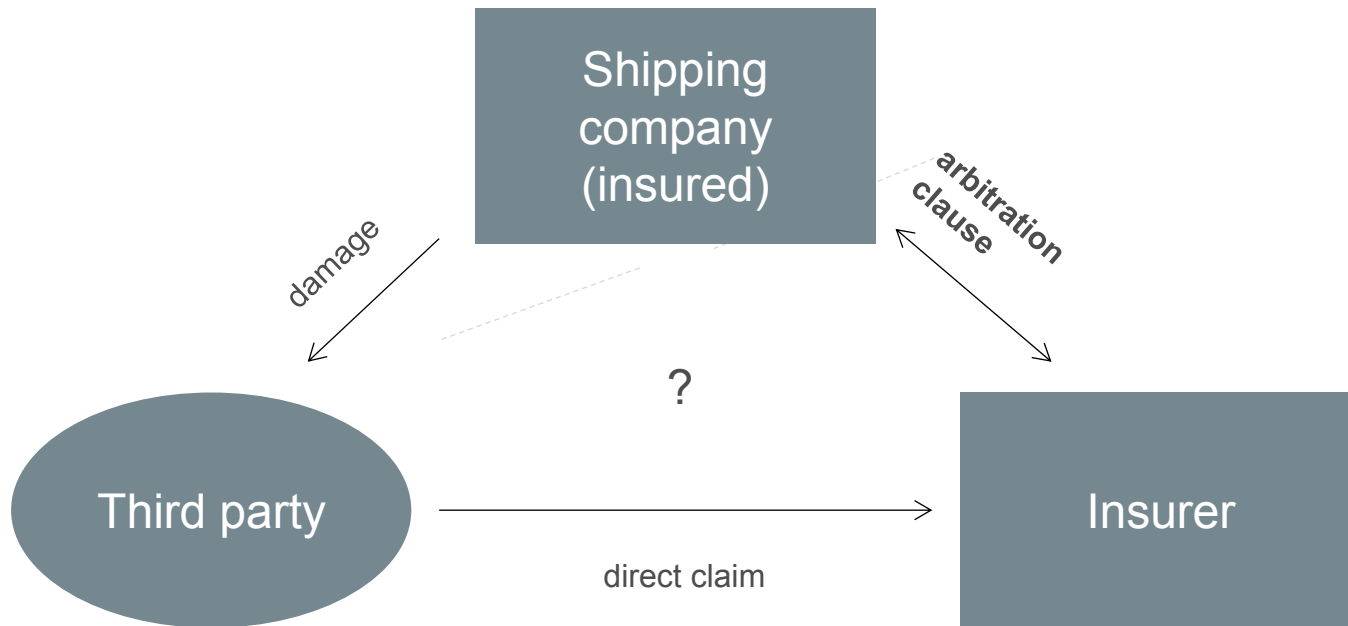 Shipping
company
(insured)
arbitration
clause
damage
?
Third party
Insurer
direct claim